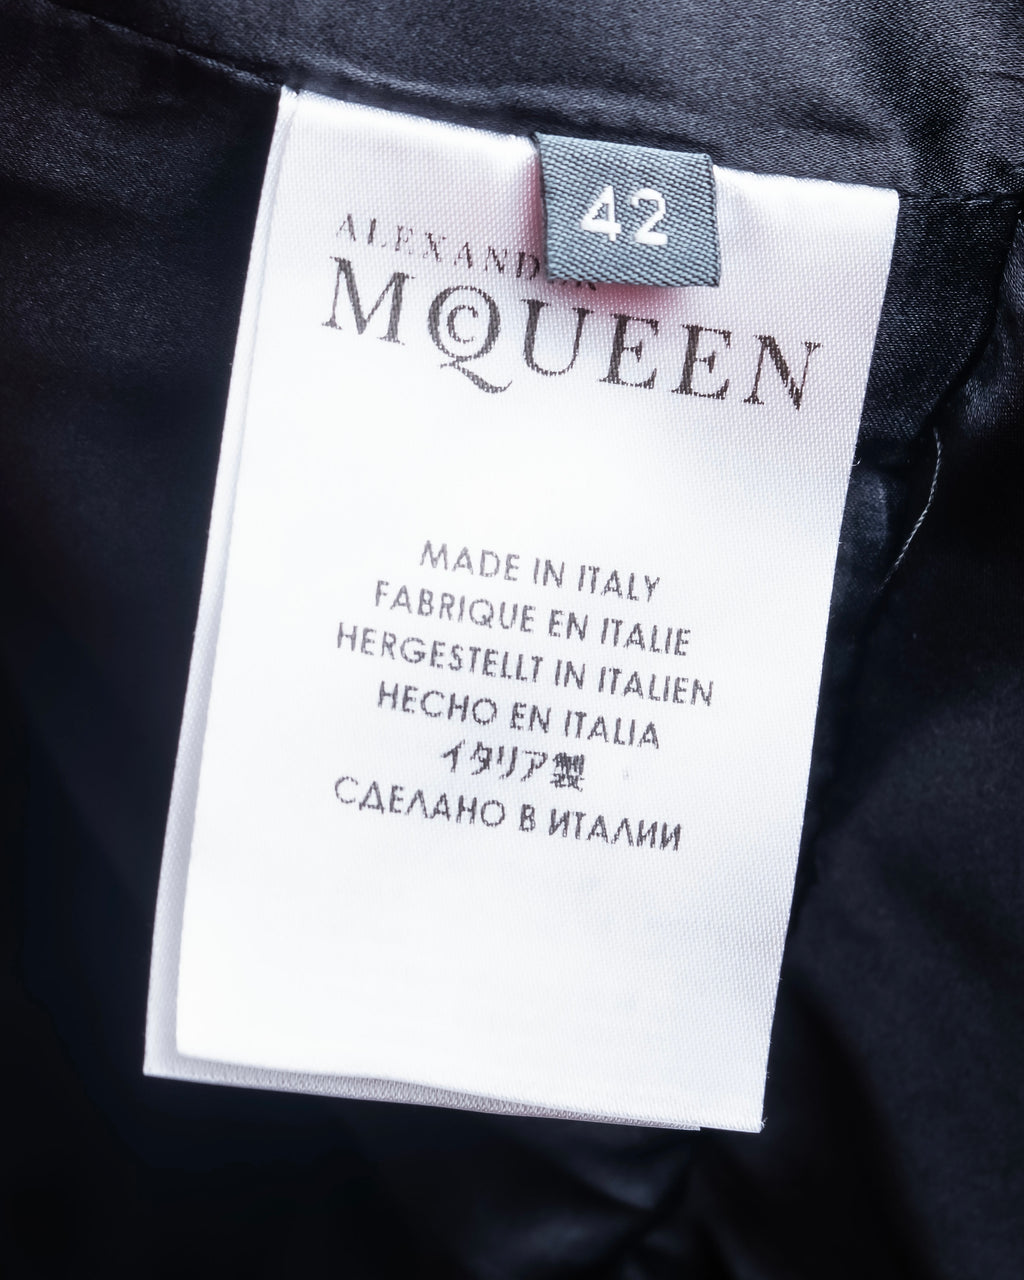 42
ALEXANDER
MCQUEEN
MADE IN ITALY
FABRIQUE EN ITALIE
HERGESTELLT IN ITALIEN
HECHO EN ITALIA
イタリア製
СДЕЛАНО В ИТАЛИИ